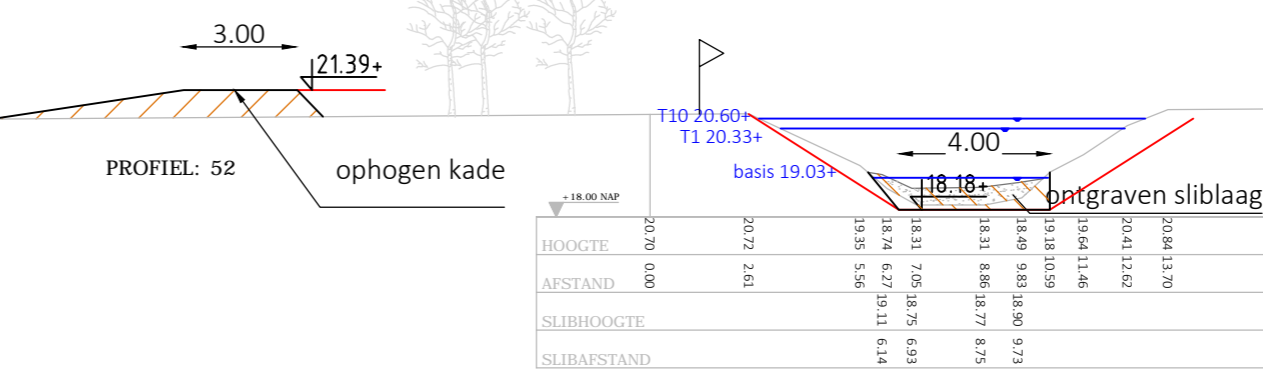 3.00
21.39+
PROFIEL: 52
ophogen kade
T10 20.60+
T1 20.33+
basis 19.03+
4.00
18.18+
ontgraven sliblaag
+18.00 NAP
HOOGTE 20.70 20.72 19.35 18.74 18.31 18.31 18.49 19.18 19.64 20.41 20.84
AFSTAND 0.00 2.61 5.56 6.27 7.05 8.86 9.83 10.59 11.46 12.62 13.70
SLIBHOOGTE 19.11 18.75 18.77 18.90
SLIBAFSTAND 6.14 6.93 8.75 9.73